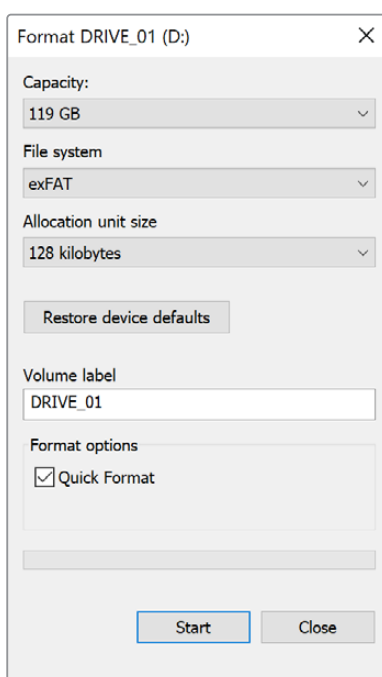 Format DRIVE_01 (D:)
Capacity:
119 GB
File system
exFAT
Allocation unit size
128 kilobytes
Restore device defaults
Volume label
DRIVE_01
Format options
Quick Format
Start Close